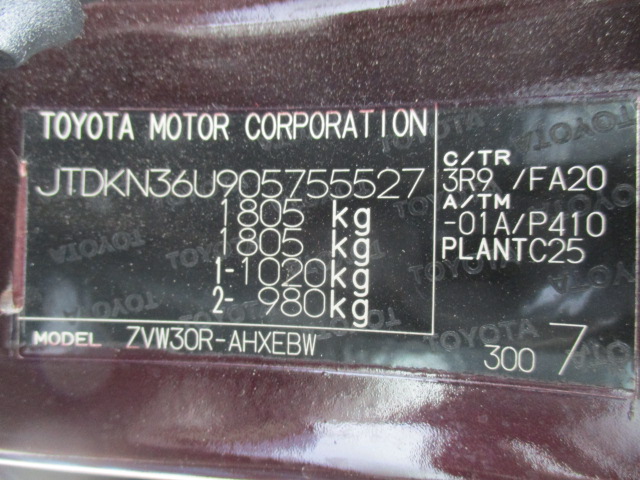 TOYOTA MOTOR CORPORATION
JTDKN36U905755527
1805 kg
1805 kg
1-1020kg
2- 980kg
MODEL ZVW30R-AHXEBW
C/TR
3R9 /FA20
A/TM
-01A/P410
PLANTC25
300 7